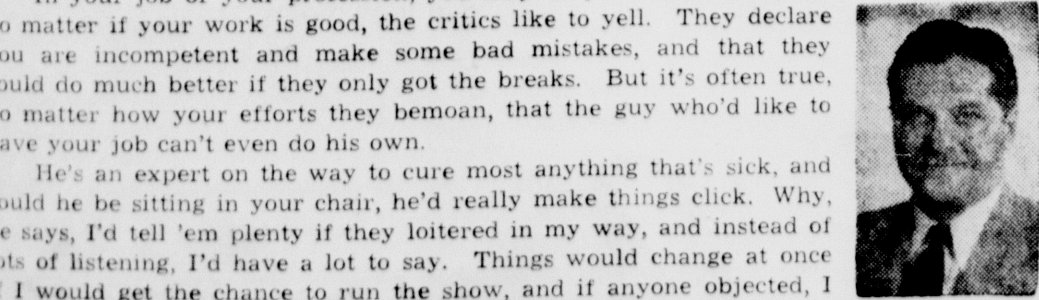 o matter if your work is good, the critics like to yell. They declare
ou are incompetent and make some bad mistakes, and that they
ould do much better if they only got the breaks. But it's often true,
o matter how your efforts they bemoan, that the guy who'd like to
ave your job can't even do his own.
He's an expert on the way to cure most anything that's sick, and
ould he be sitting in your chair, he'd really make things click. Why,
e says, I'd tell 'em plenty if they loitered in my way, and instead of
ots of listening, I'd have a lot to say. Things would change at once
I would get the chance to run the show, and if anyone objected, I